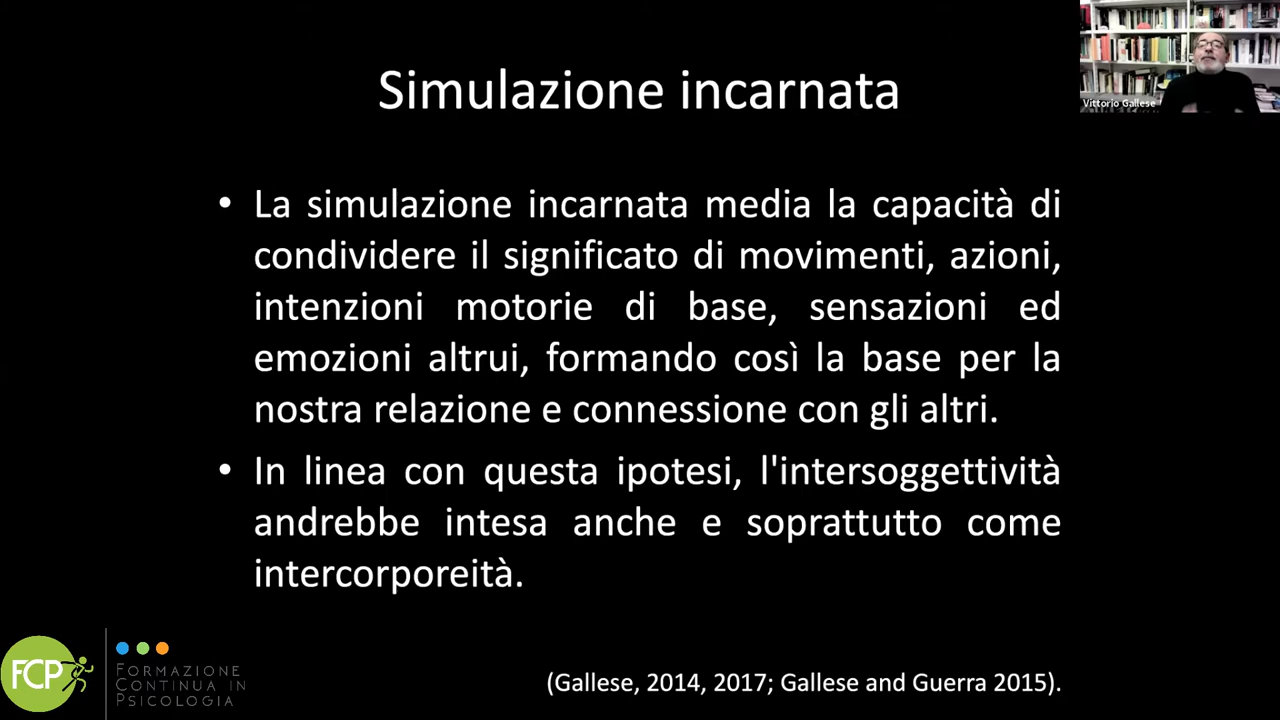 Simulazione incarnata
Vittorio Gallese
• La simulazione incarnata media la capacità di
condividere il significato di movimenti, azioni,
intenzioni motorie di base, sensazioni ed
emozioni altrui, formando così la base per la
nostra relazione e connessione con gli altri.
• In linea con questa ipotesi, l'intersoggettività
andrebbe intesa anche e soprattutto come
intercorporeità.
FCP
FORMAZIONE
CONTINUA IN
PSICOLOGIA
(Gallese, 2014, 2017; Gallese and Guerra 2015).